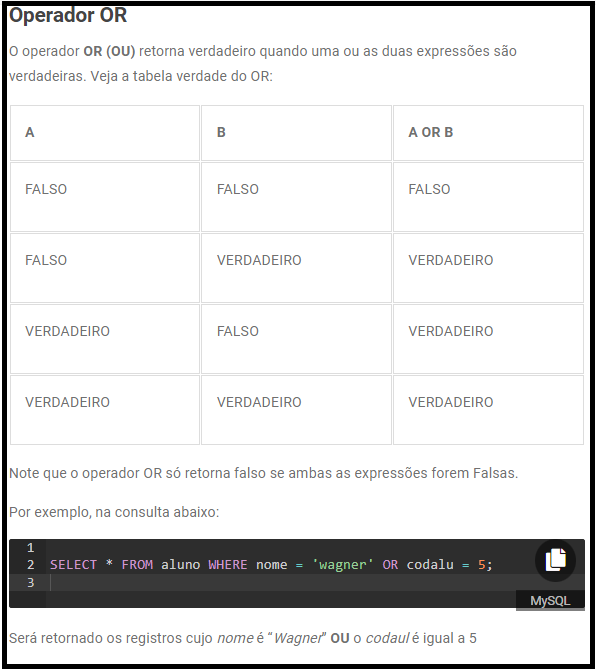 Operador OR
O operador OR (OU) retorna verdadeiro quando uma ou as duas expressões são
verdadeiras. Veja a tabela verdade do OR:
A B A OR B
FALSO FALSO FALSO
FALSO VERDADEIRO VERDADEIRO
VERDADEIRO FALSO VERDADEIRO
VERDADEIRO VERDADEIRO VERDADEIRO
Note que o operador OR só retorna falso se ambas as expressões forem Falsas.
Por exemplo, na consulta abaixo:
1
2 SELECT * FROM aluno WHERE nome = 'wagner' OR codalu = 5;
3
MySQL
Será retornado os registros cujo nome é “Wagner” OU o codaul é igual a 5